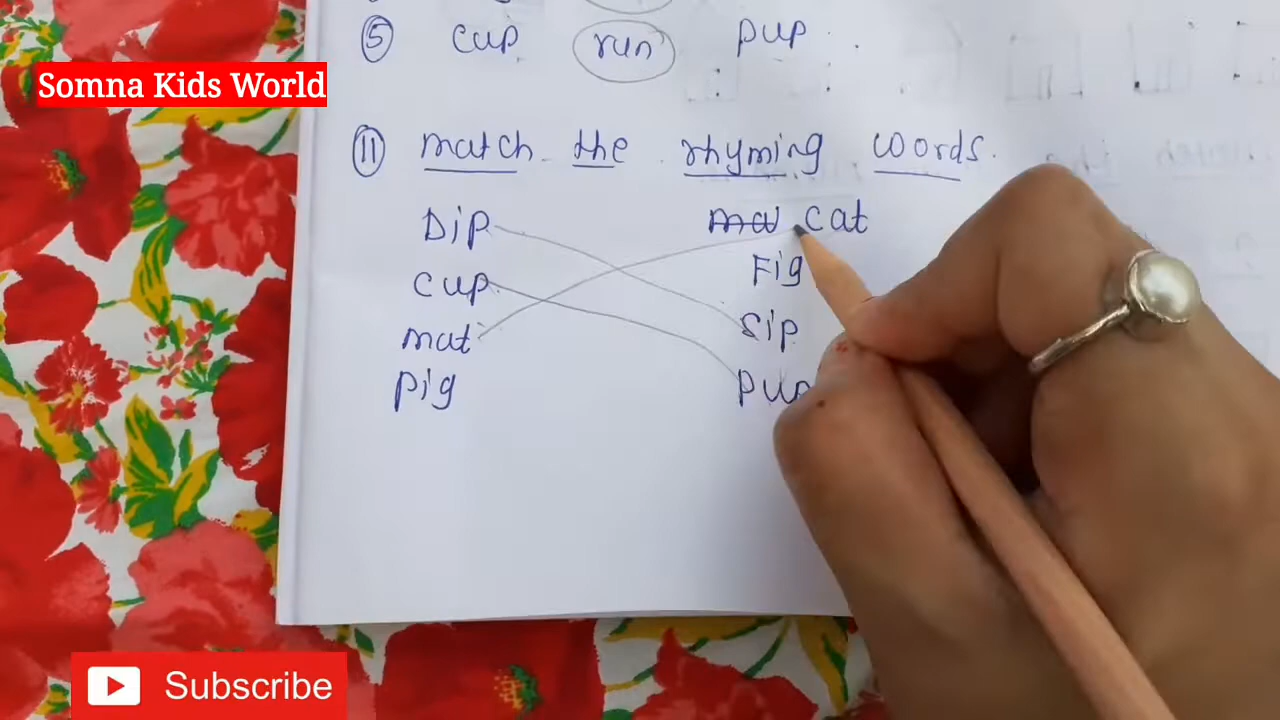 ⑤ cup run pup
Somna Kids World
⑪ match the rhyming words.
Dip cat
cup Fig
mat Sip
Pig Pup
Subscribe